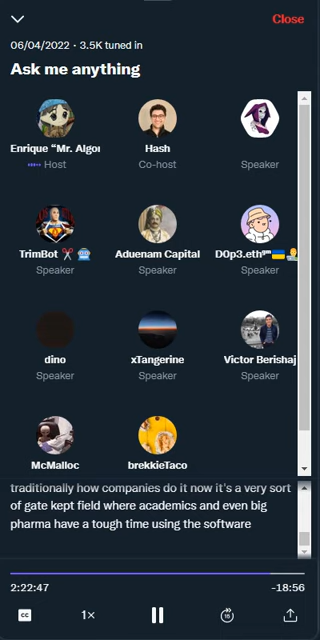 Close
06/04/2022 · 3.5K tuned in
Ask me anything
Enrique "Mr. Algor
Hash
Host
Co-host
Speaker
TrimBot ✂️ 🤖
Aduenam Capital
D0p3.eth 🇺🇦
Speaker
Speaker
Speaker
dino
xTangerine
Victor Berishaj
Speaker
Speaker
Speaker
McMalloc
brekkieTaco
traditionally how companies do it now it's a very sort
of gate kept field where academics and even big
pharma have a tough time using the software
2:22:47
-18:56
CC
1×
15